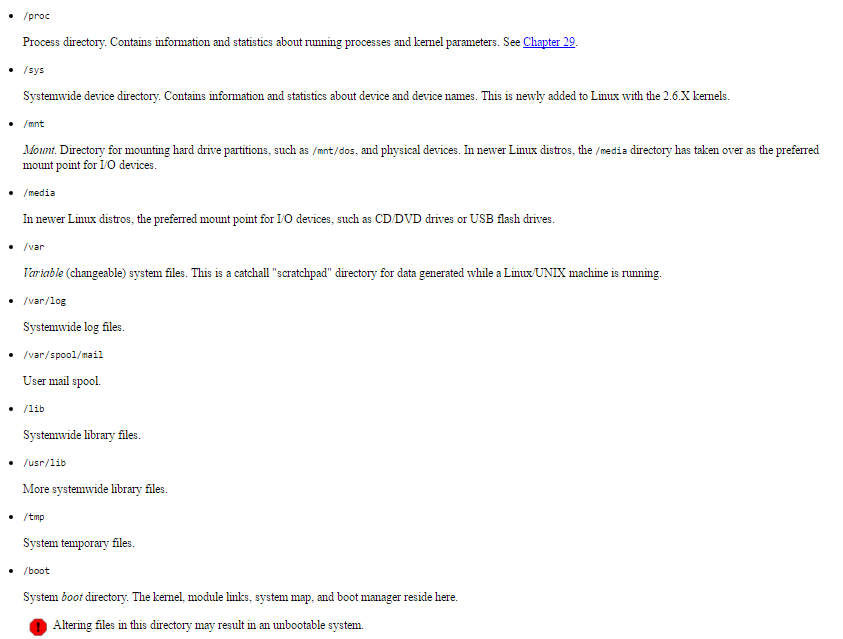 /proc
Process directory. Contains information and statistics about running processes and kernel parameters. See Chapter 29.
/sys
Systemwide device directory. Contains information and statistics about device and device names. This is newly added to Linux with the 2.6.X kernels.
/mnt
Mount. Directory for mounting hard drive partitions, such as /mnt/dos, and physical devices. In newer Linux distros, the /media directory has taken over as the preferred
mount point for I/O devices.
/media
In newer Linux distros, the preferred mount point for I/O devices, such as CD/DVD drives or USB flash drives.
/var
Variable (changeable) system files. This is a catchall "scratchpad" directory for data generated while a Linux/UNIX machine is running.
/var/log
Systemwide log files.
/var/spool/mail
User mail spool.
/lib
Systemwide library files.
/usr/lib
More systemwide library files.
/tmp
System temporary files.
/boot
System boot directory. The kernel, module links, system map, and boot manager reside here.
Altering files in this directory may result in an unbootable system.